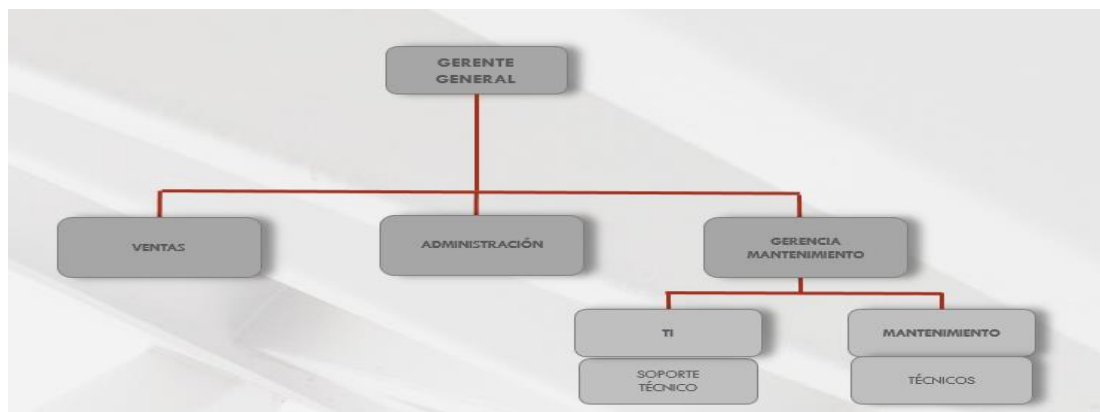 GERENTE
GENERAL
VENTAS
ADMINISTRACIÓN
GERENCIA
MANTENIMIENTO
TI
MANTENIMIENTO
SOPORTE
TÉCNICO
TÉCNICOS